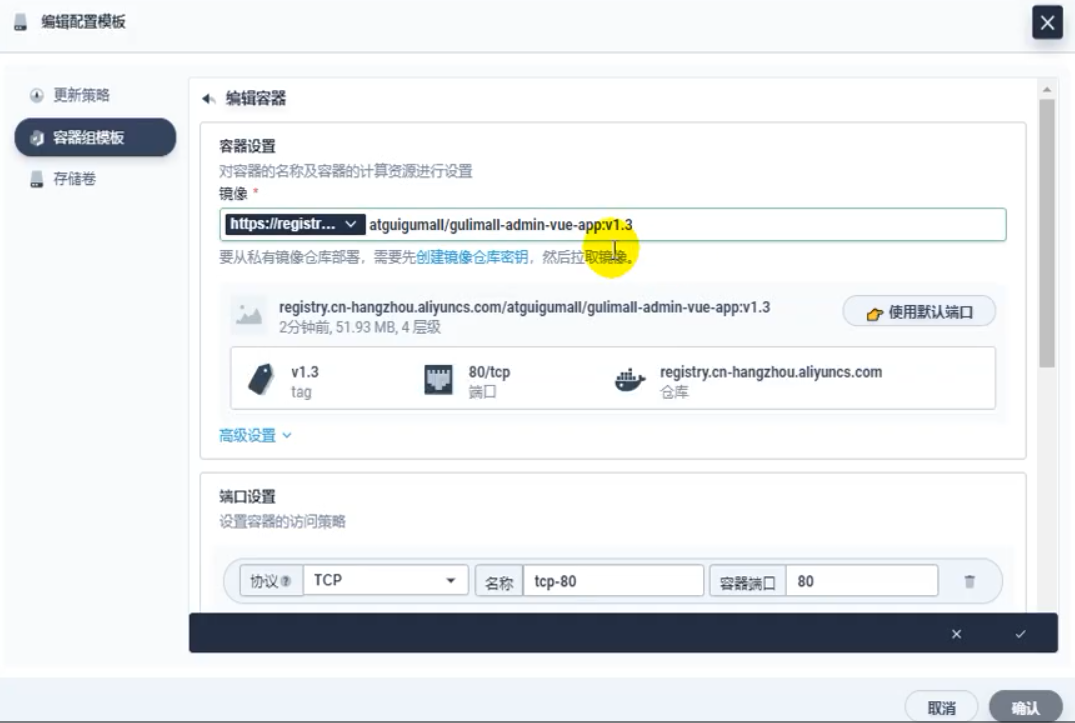 编辑配置模板
更新策略
容器组模板
存储卷
编辑容器
容器设置
对容器的名称及容器的计算资源进行设置
镜像 *
https://registr... atguigumall/gulimall-admin-vue-app:v1.3
要从私有镜像仓库部署，需要先创建镜像仓库密钥，然后拉取镜像。
registry.cn-hangzhou.aliyuncs.com/atguigumall/gulimall-admin-vue-app:v1.3
2分钟前, 51.93 MB, 4 层级
使用默认端口
v1.3
tag
80/tcp
端口
registry.cn-hangzhou.aliyuncs.com
仓库
高级设置
端口设置
设置容器的访问策略
协议 ? TCP 名称 tcp-80 容器端口 80
取消 确认